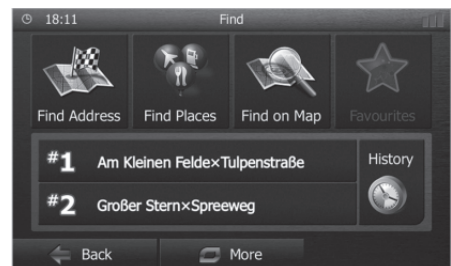 18:11 Find
Find Address Find Places Find on Map Favourites
#1 Am Kleinen Felde×Tulpenstraße History
#2 Großer Stern×Spreeweg
Back More